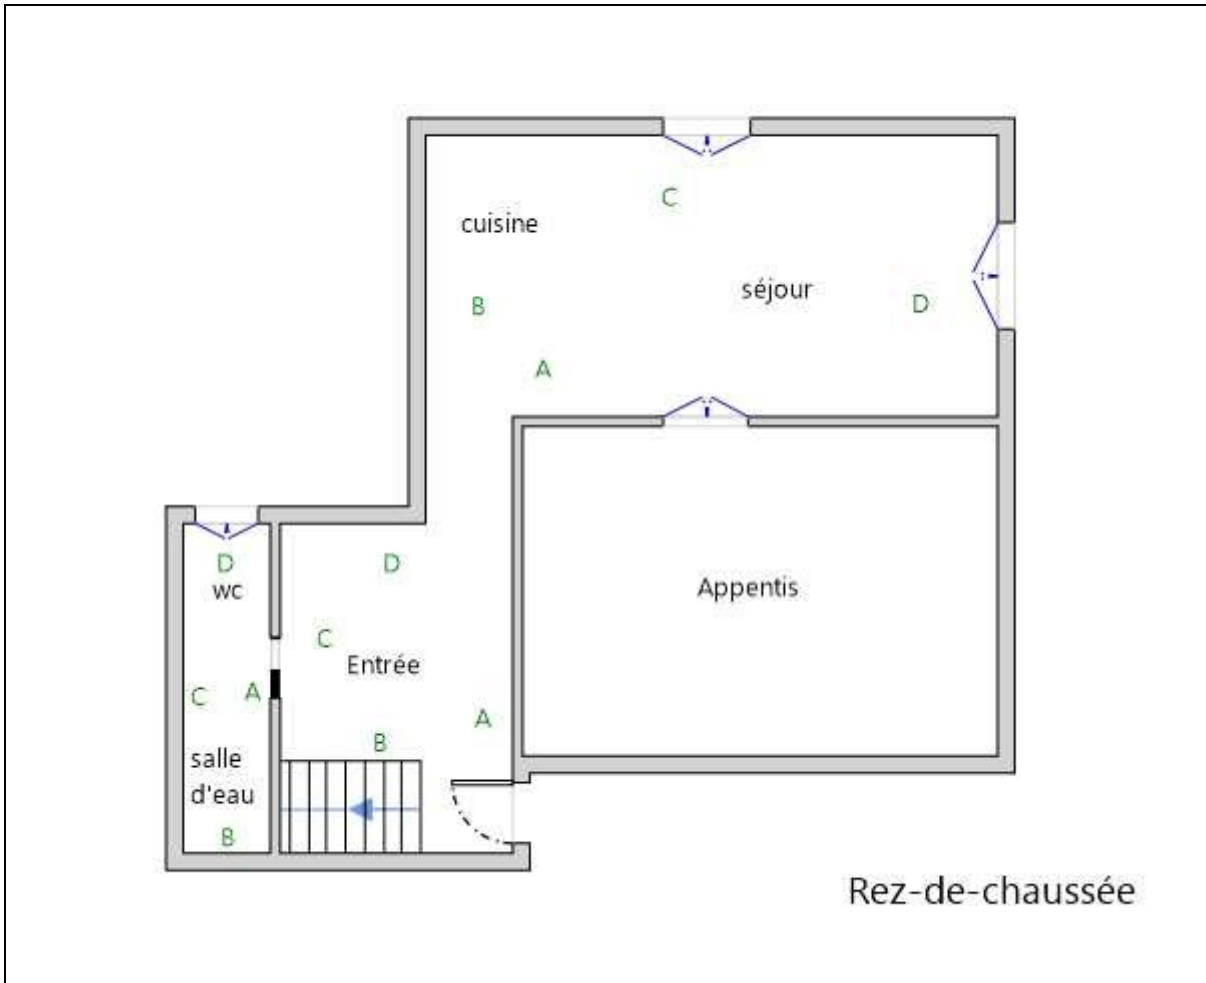 C
cuisine
séjour
B
D
A
D
D
wc
Appentis
C
Entrée
C
A
A
B
salle
d'eau
B
Rez-de-chaussée